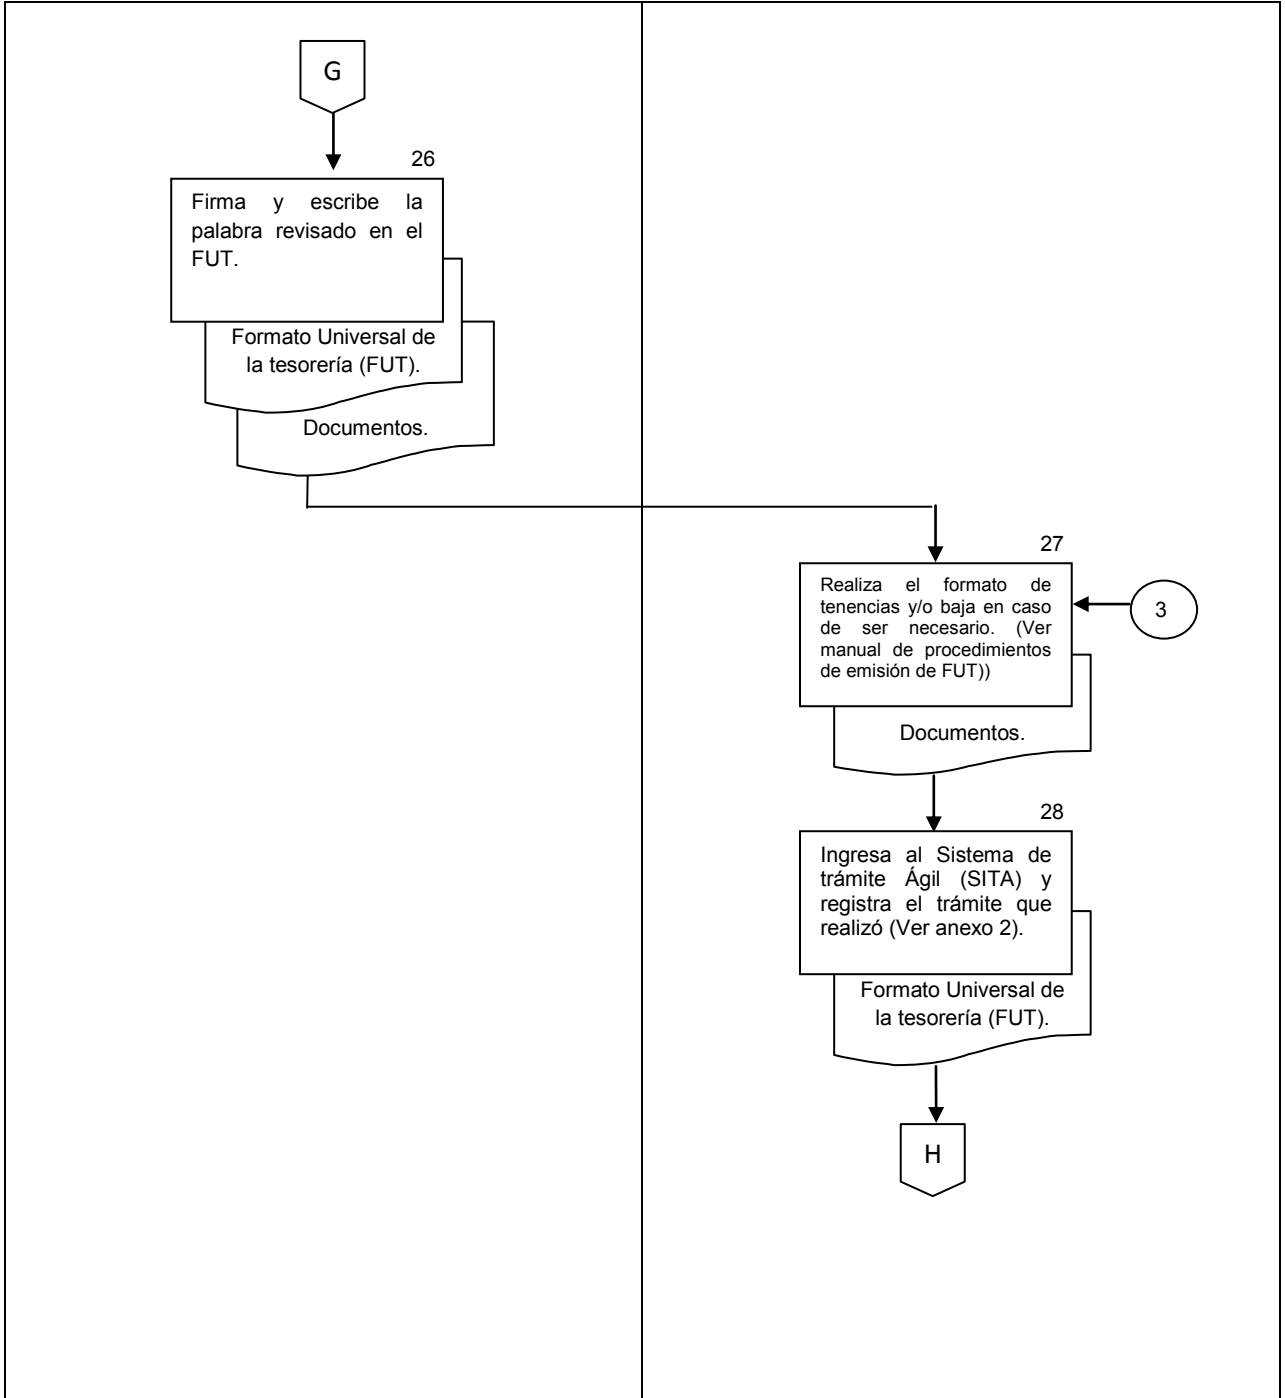 G
26
Firma y escribe la
palabra revisado en el
FUT.
Formato Universal de
la tesorería (FUT).
Documentos.
27
Realiza el formato de
tenencias y/o baja en caso
de ser necesario. (Ver
manual de procedimientos
de emisión de FUT))
3
Documentos.
28
Ingresa al Sistema de
trámite Ágil (SITA) y
registra el trámite que
realizó (Ver anexo 2).
Formato Universal de
la tesorería (FUT).
H